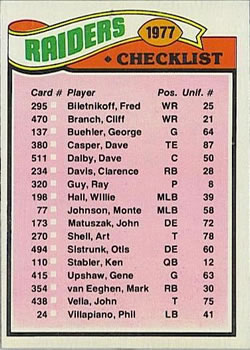 RAIDERS
1977
CHECKLIST
Card # Player Pos. Unif. #
295 Biletnikoff, Fred WR 25
470 Branch, Cliff WR 21
137 Buehler, George G 64
380 Casper, Dave TE 87
511 Dalby, Dave C 50
234 Davis, Clarence RB 28
320 Guy, Ray P 8
198 Hall, Willie MLB 39
77 Johnson, Monte MLB 58
173 Matuszak, John DE 72
270 Shell, Art T 78
494 Sistrunk, Otis DE 60
110 Stabler, Ken QB 12
415 Upshaw, Gene G 63
354 van Eeghen, Mark RB 30
438 Vella, John T 75
24 Villapiano, Phil LB 41